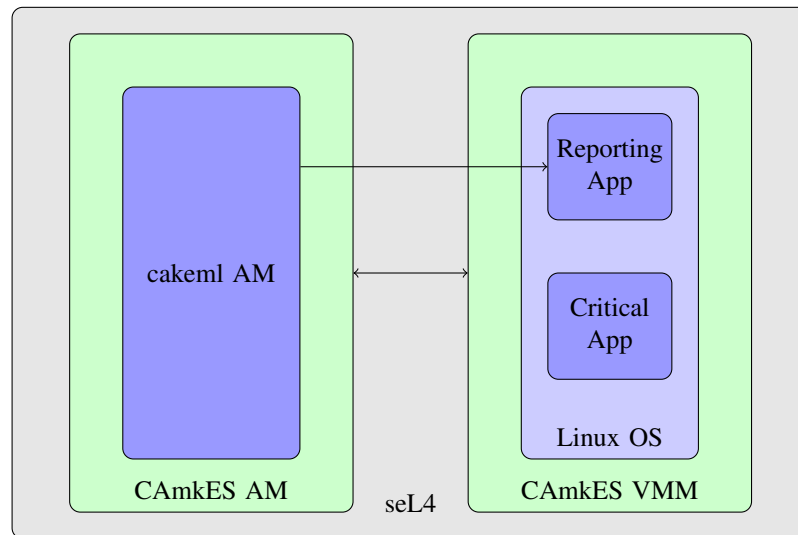 Reporting
App
cakeml AM
Critical
App
Linux OS
CAmkES AM
CAmkES VMM
seL4